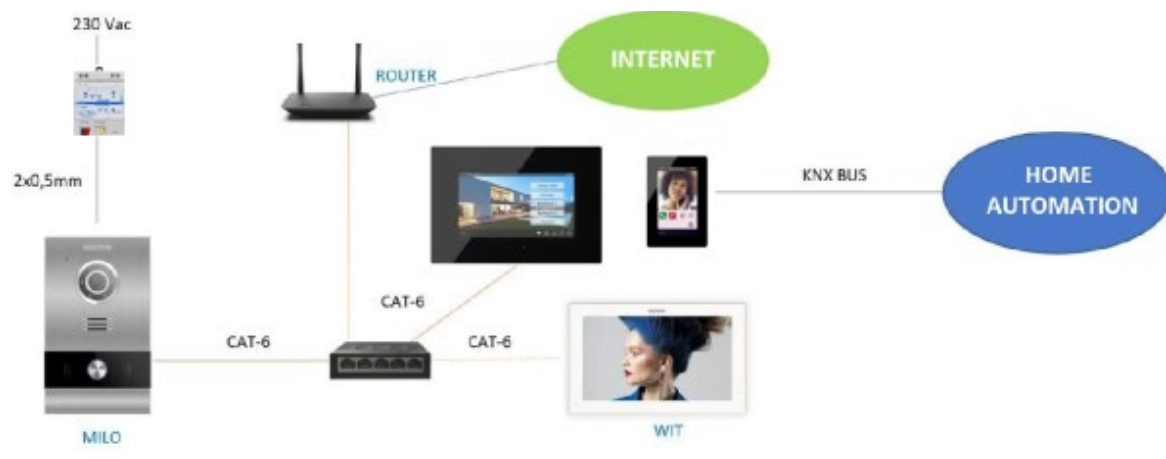 230 Vac
ROUTER
INTERNET
2x0,5mm
KNX BUS
HOME
AUTOMATION
CAT-6
CAT-6
CAT-6
MILO
WIT